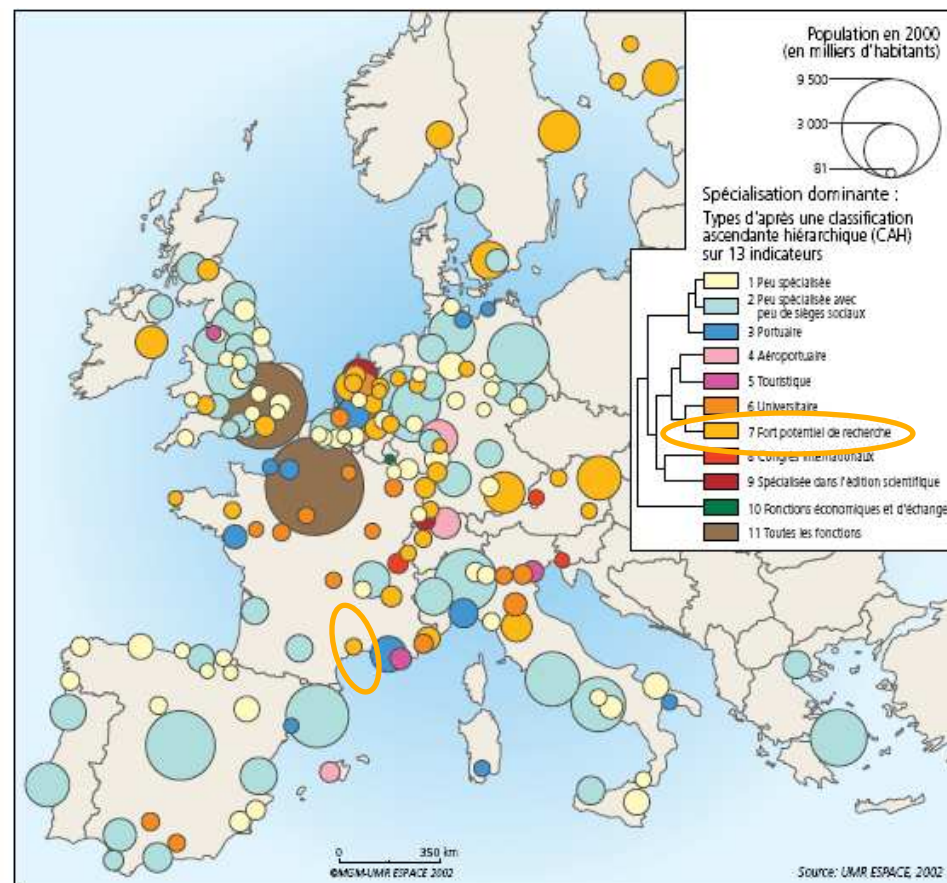 Population en 2000
(en milliers d'habitants)
9 500
3 000
81
Spécialisation dominante :
Types d'après une classification
ascendante hiérarchique (CAH)
sur 13 indicateurs
1 Peu spécialisée
2 Peu spécialisée avec
peu de sièges sociaux
3 Portuaire
4 Aéroportuaire
5 Touristique
6 Universitaire
7 Fort potentiel de recherche
8 Congrès internationaux
9 Spécialisée dans l'édition scientifique
10 Fonctions économiques et d'échange
11 Toutes les fonctions
0 350 km
©MGM-UMR ESPACE 2002
Source: UMR ESPACE, 2002